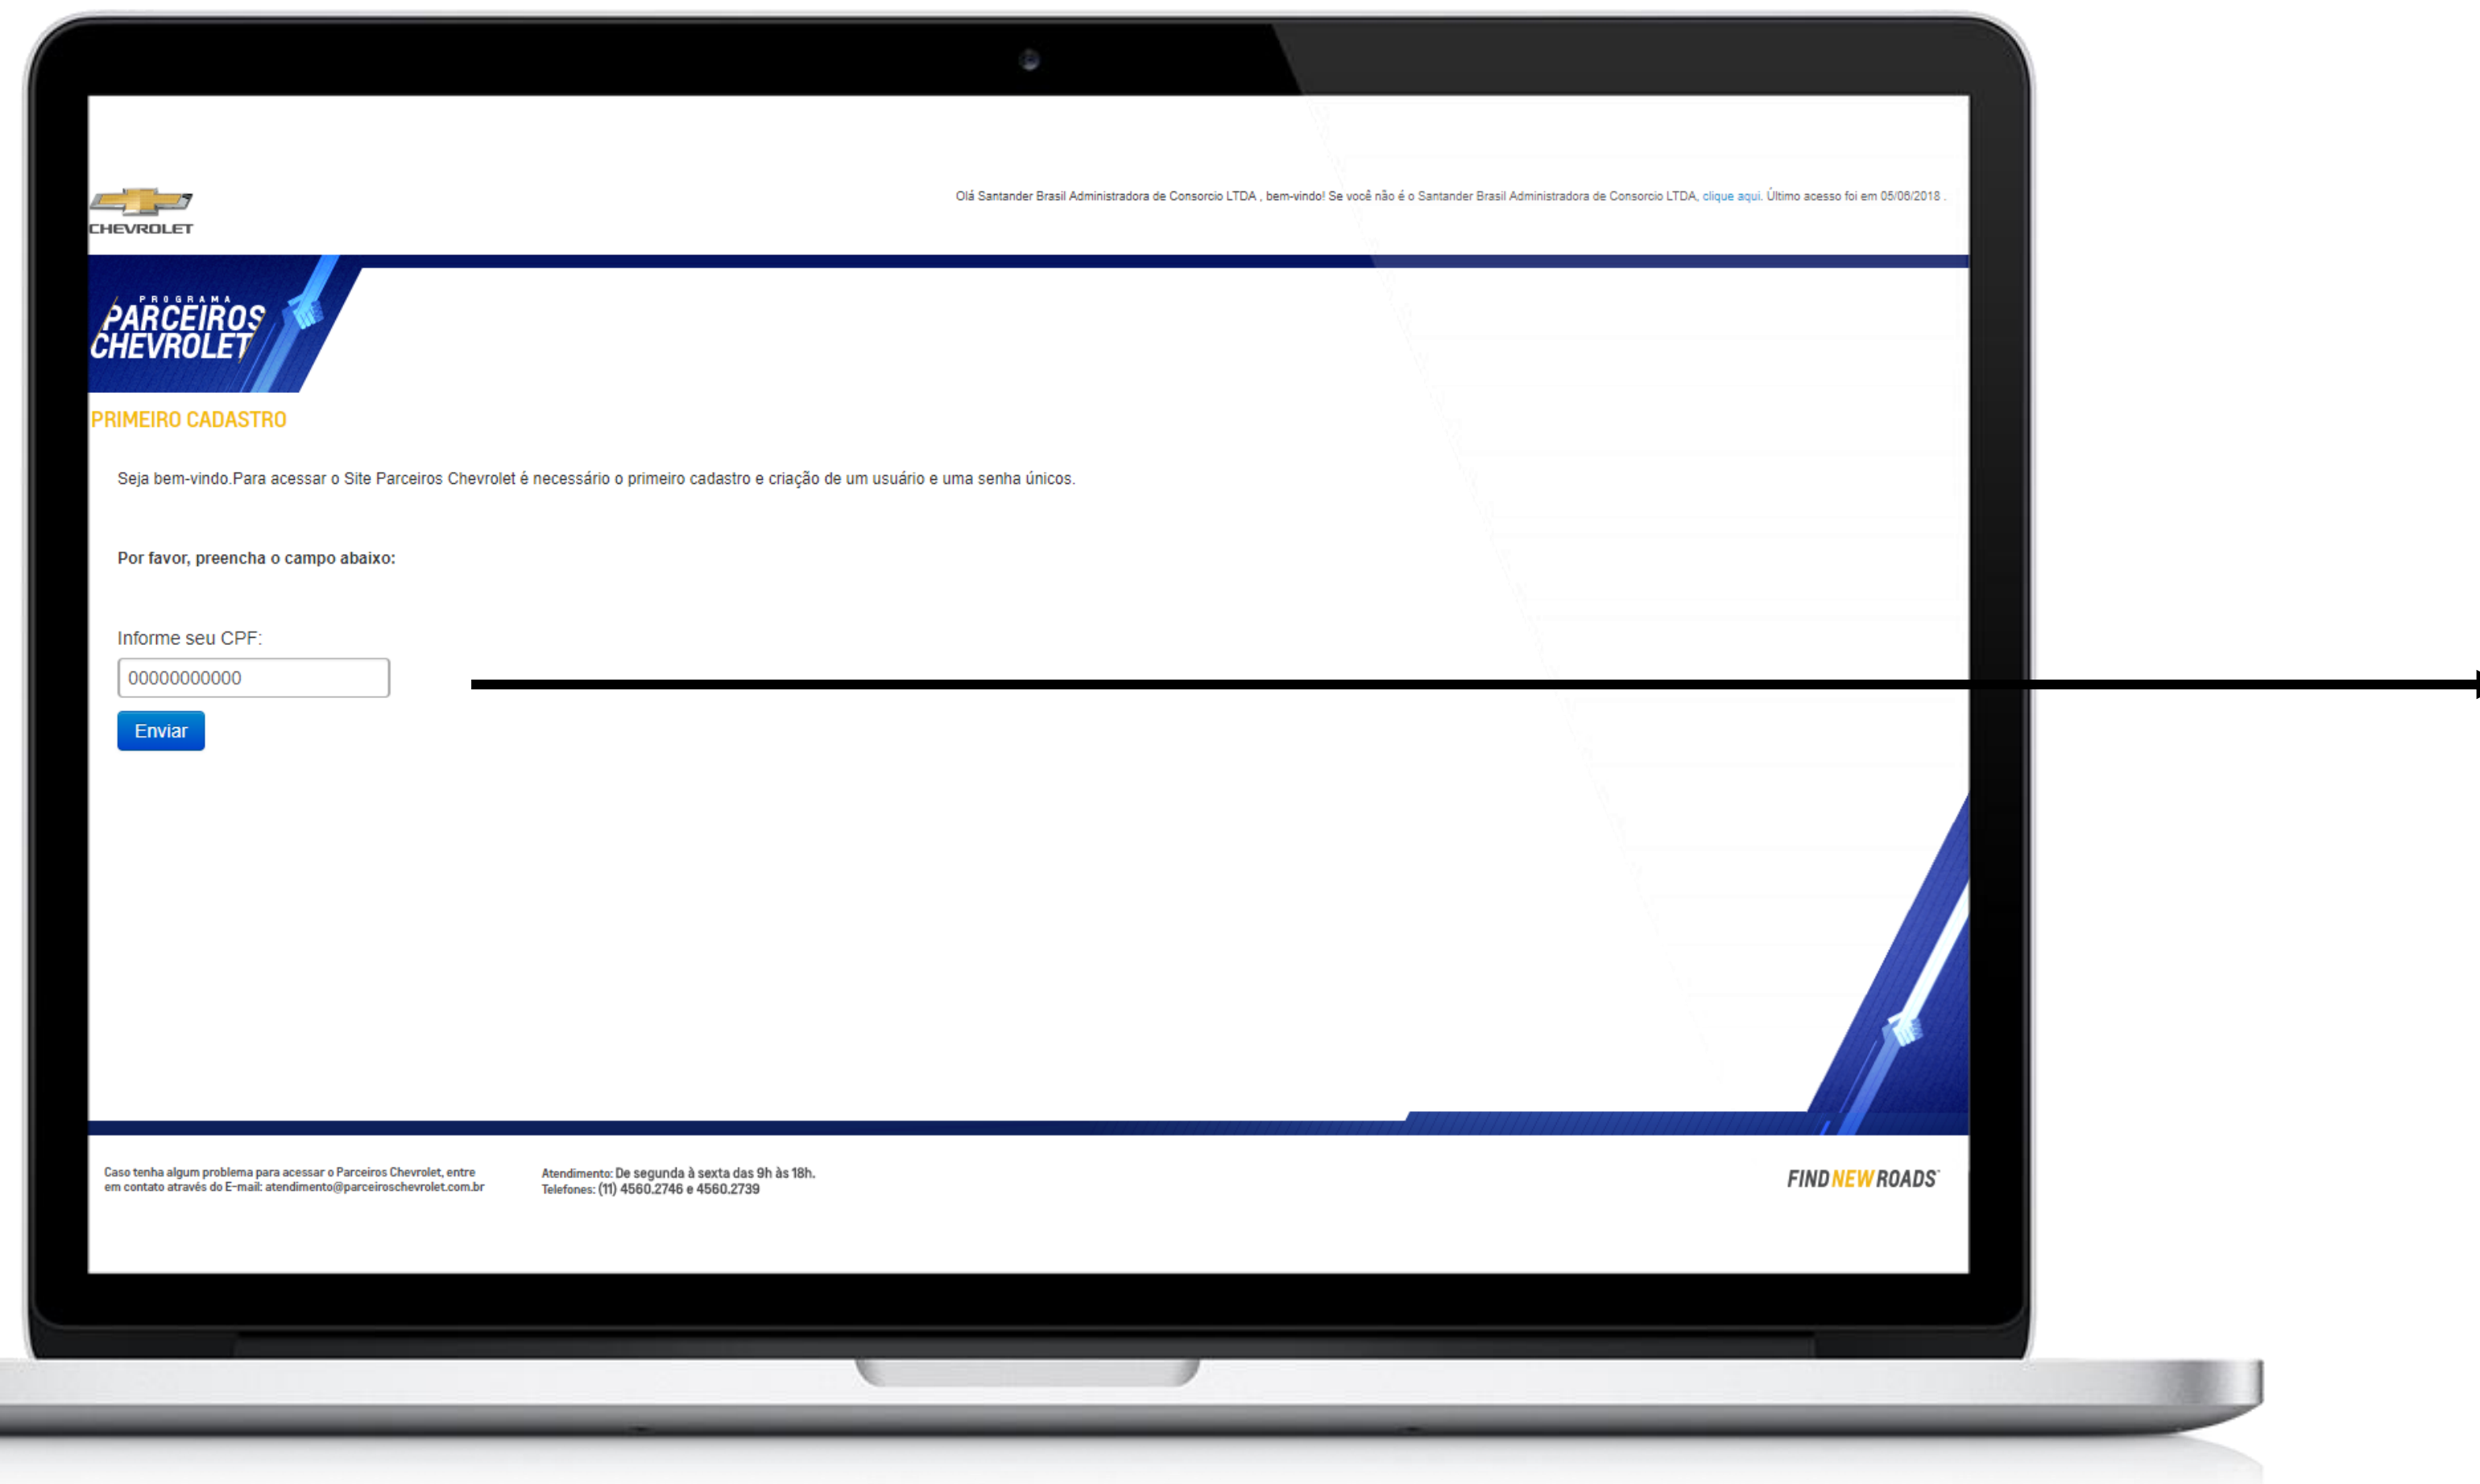 CHEVROLET
Olá Santander Brasil Administradora de Consorcio LTDA , bem-vindo! Se você não é o Santander Brasil Administradora de Consorcio LTDA, clique aqui. Último acesso foi em 05/06/2018 .
PROGRAMA
PARCEIROS
CHEVROLET
PRIMEIRO CADASTRO
Seja bem-vindo.Para acessar o Site Parceiros Chevrolet é necessário o primeiro cadastro e criação de um usuário e uma senha únicos.
Por favor, preencha o campo abaixo:
Informe seu CPF:
00000000000
Enviar
Caso tenha algum problema para acessar o Parceiros Chevrolet, entre
em contato através do E-mail: atendimento@parceiroschevrolet.com.br
Atendimento: De segunda à sexta das 9h às 18h.
Telefones: (11) 4560.2746 e 4560.2739
FIND NEW ROADS